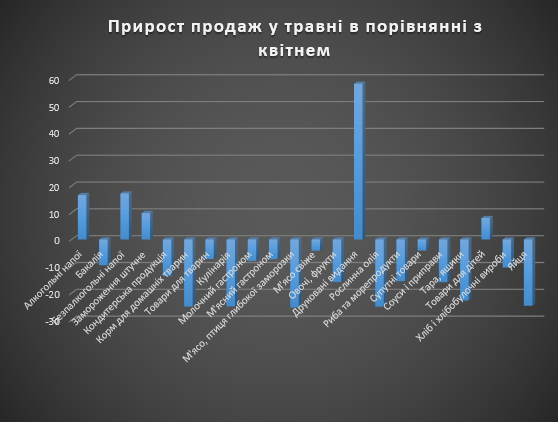 Прирост продаж у травні в порівнянні з
квітнем
60
50
40
30
20
10
0
-10
-20
-30
Алкогольні напої
Бакалія
Безалкогольні напої
Замороження штучне
Кондитерська продукція
Корм для домашніх тварин
Товари для тварин
Кулінарія
Молочний гастроном
М'ясний гастроном
М'ясо, птиця глибокої заморозки
М'ясо свіже
Овочі, фрукти
Друковані видання
Рослинна олія
Риба та морепродукти
Супутні товари
Соуси і приправи
Тара, ящики
Товари для дітей
Хліб і хлібобулочні вироби
Яйця